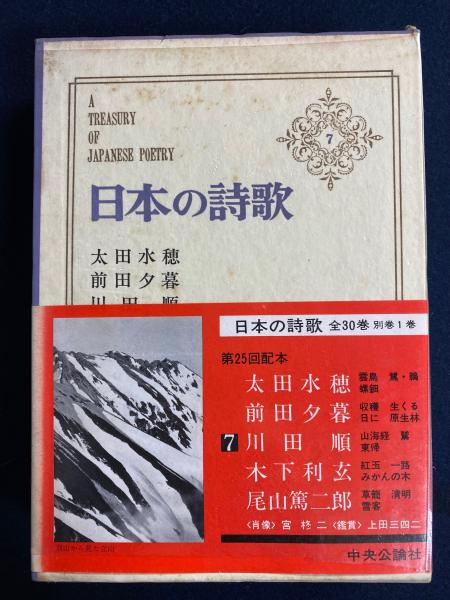 A
TREASURY
OF
JAPANESE POETRY
7
日本の詩歌
太田水穂
前田夕暮
川田順
日本の詩歌 全30巻 別巻1巻
第25回配本
太田水穂 雲鳥 鷺・鵜
螺鈿
前田夕暮 収穫 生くる
日に 原生林
7 川田順 山海経 鷲
東帰
木下利玄 紅玉 一路
みかんの木
尾山篤二郎 草籠 清明
雪客
〈肖像〉宮柊二〈鑑賞〉上田三四二
中央公論社